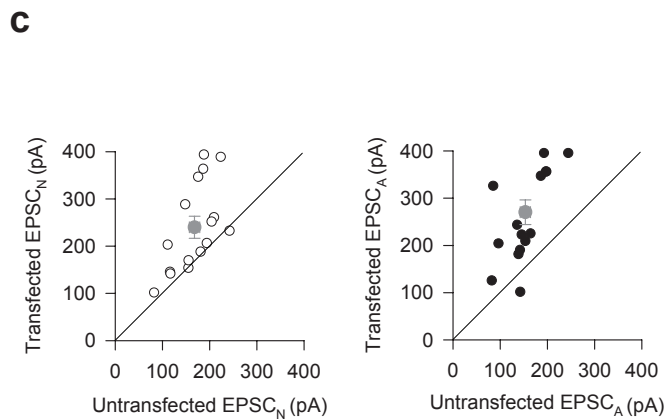 c
Transfected EPSC_N (pA)
400
300
200
100
0
0 100 200 300 400
Untransfected EPSC_N (pA)
Transfected EPSC_A (pA)
400
300
200
100
0
0 100 200 300 400
Untransfected EPSC_A (pA)